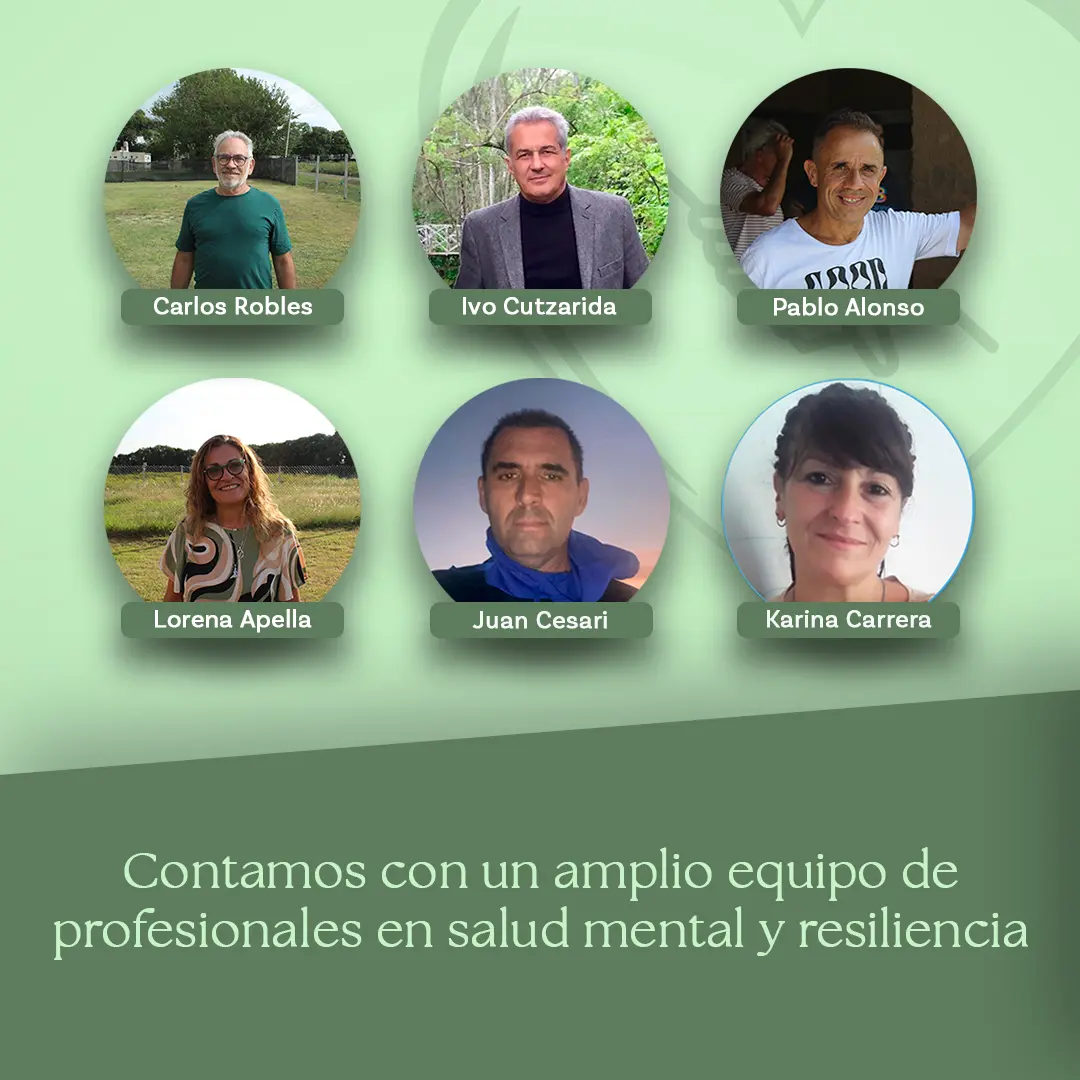 Carlos Robles
Ivo Cutzarida
Pablo Alonso
Lorena Apella
Juan Cesari
Karina Carrera
Contamos con un amplio equipo de
profesionales en salud mental y resiliencia